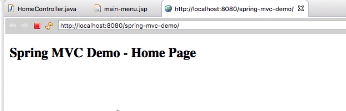 HomeController.java
main-menu.jsp
http://localhost:8080/spring-mvc-demo/
http://localhost:8080/spring-mvc-demo/
Spring MVC Demo - Home Page